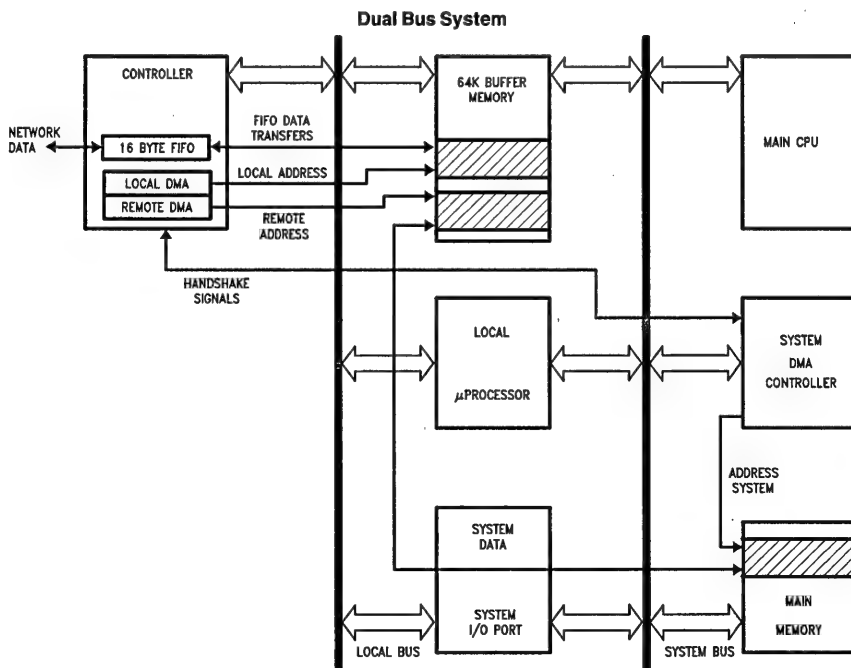 Dual Bus System
CONTROLLER
64K BUFFER
MEMORY
MAIN CPU
NETWORK
DATA
16 BYTE FIFO
FIFO DATA
TRANSFERS
LOCAL DMA
LOCAL ADDRESS
REMOTE DMA
REMOTE
ADDRESS
HANDSHAKE
SIGNALS
LOCAL
μPROCESSOR
SYSTEM
DMA
CONTROLLER
ADDRESS
SYSTEM
SYSTEM
DATA
SYSTEM
I/O PORT
MAIN
MEMORY
LOCAL BUS
SYSTEM BUS